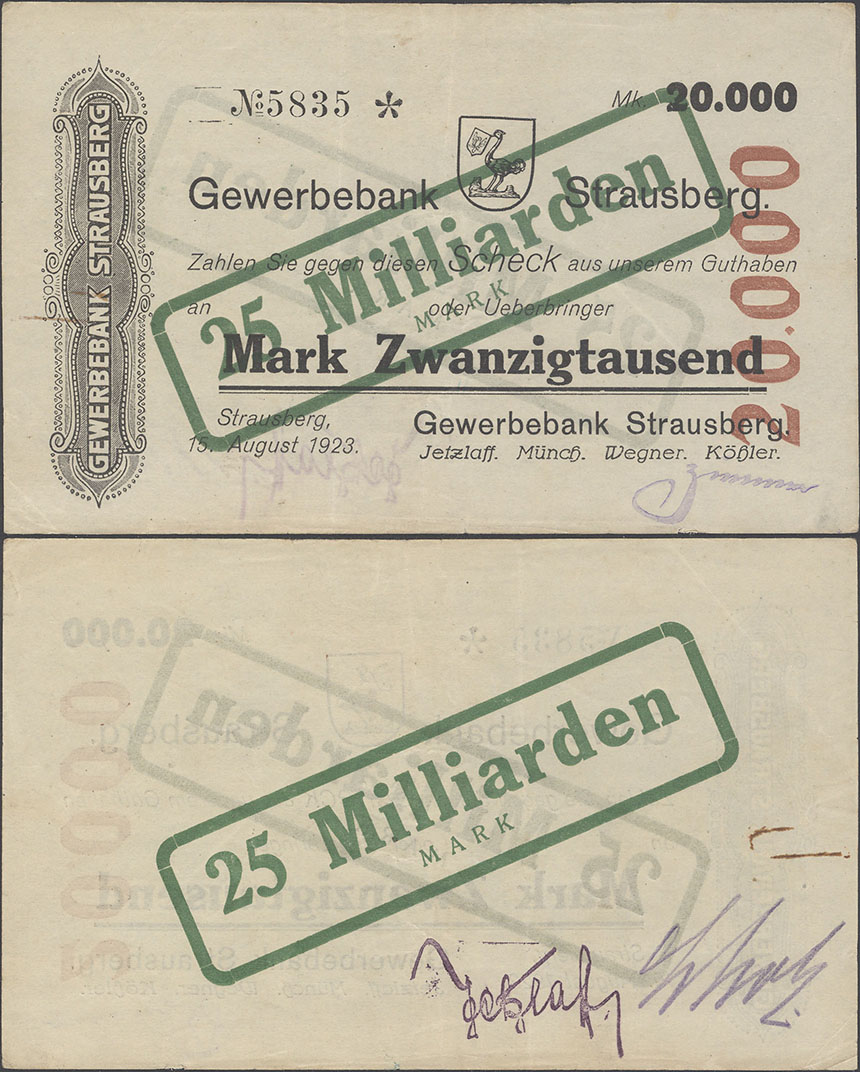 GEWERBEBANK STRAUSBERG
№5835 *
Mk. 20.000
Gewerbebank Strausberg.
20.000
Zahlen Sie gegen diesen Scheck aus unserem Guthaben
an oder Ueberbringer
25 Milliarden
MARK
Mark Zwanzigtausend
Strausberg,
15. August 1923.
Gewerbebank Strausberg.
Jetzlaff. Münch. Wegner. Kößler.
25 Milliarden
MARK
Jetzlaff